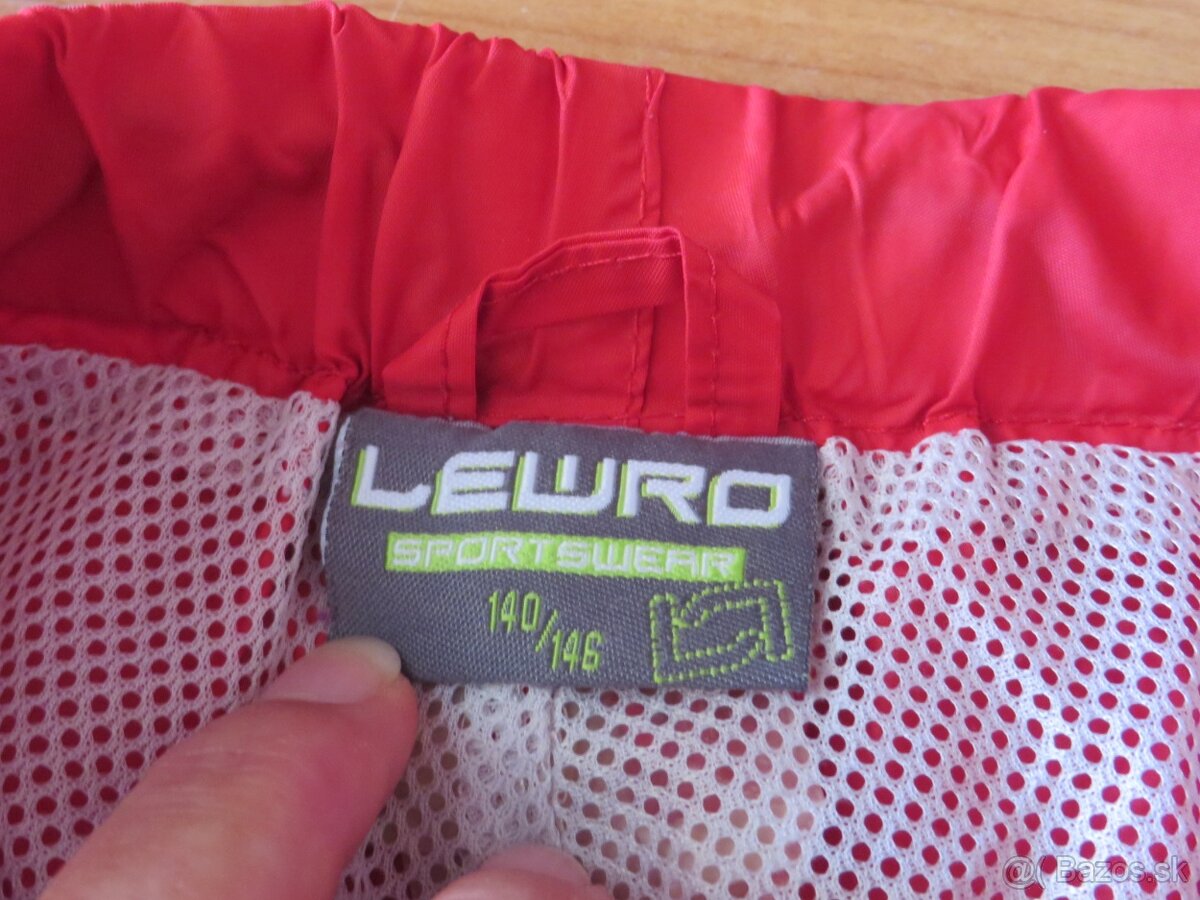 LEWRO
SPORTSWEAR
140/146
@( Bazos.sk